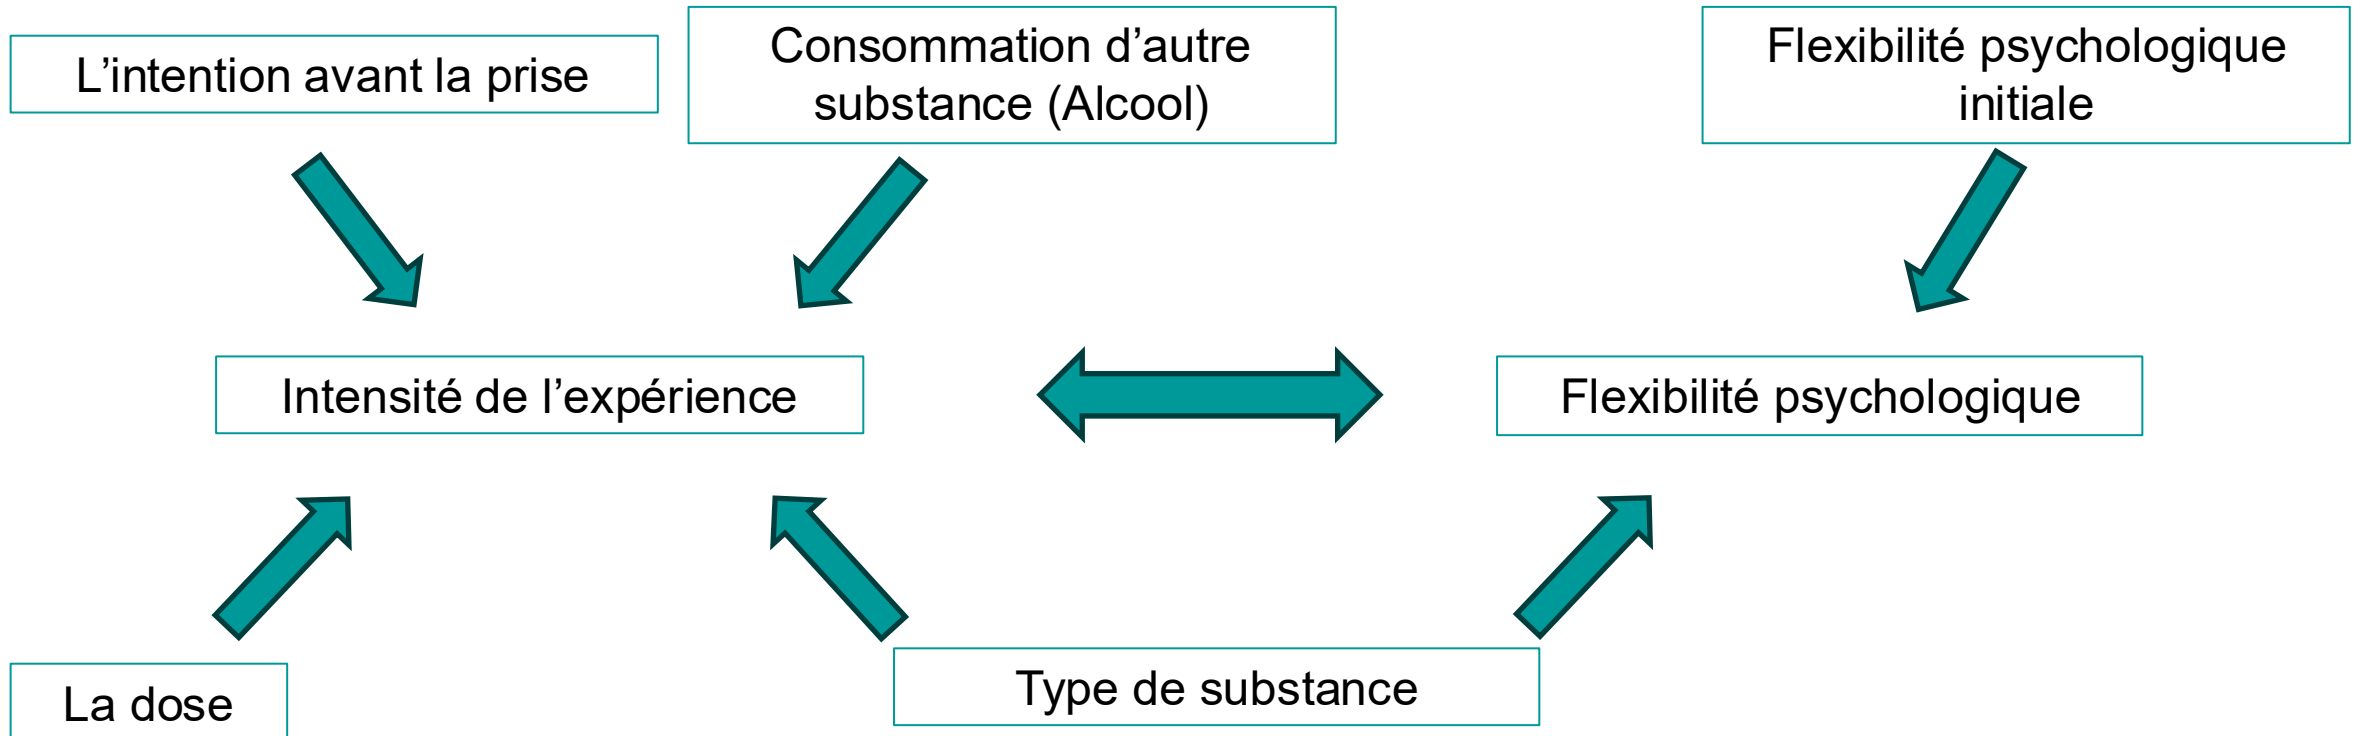 L’intention avant la prise
Consommation d’autre
substance (Alcool)
Flexibilité psychologique
initiale
Intensité de l’expérience
Flexibilité psychologique
La dose
Type de substance